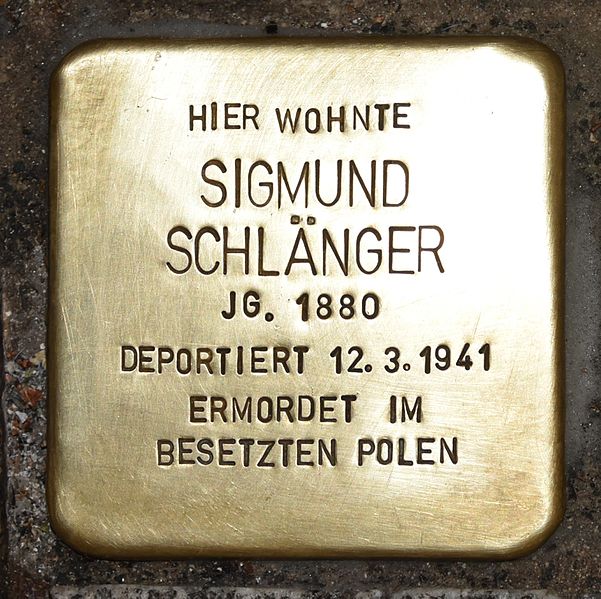 HIER WOHNTE
SIGMUND
SCHLÄNGER
JG. 1880
DEPORTIERT 12.3.1941
ERMORDET IM
BESETZTEN POLEN